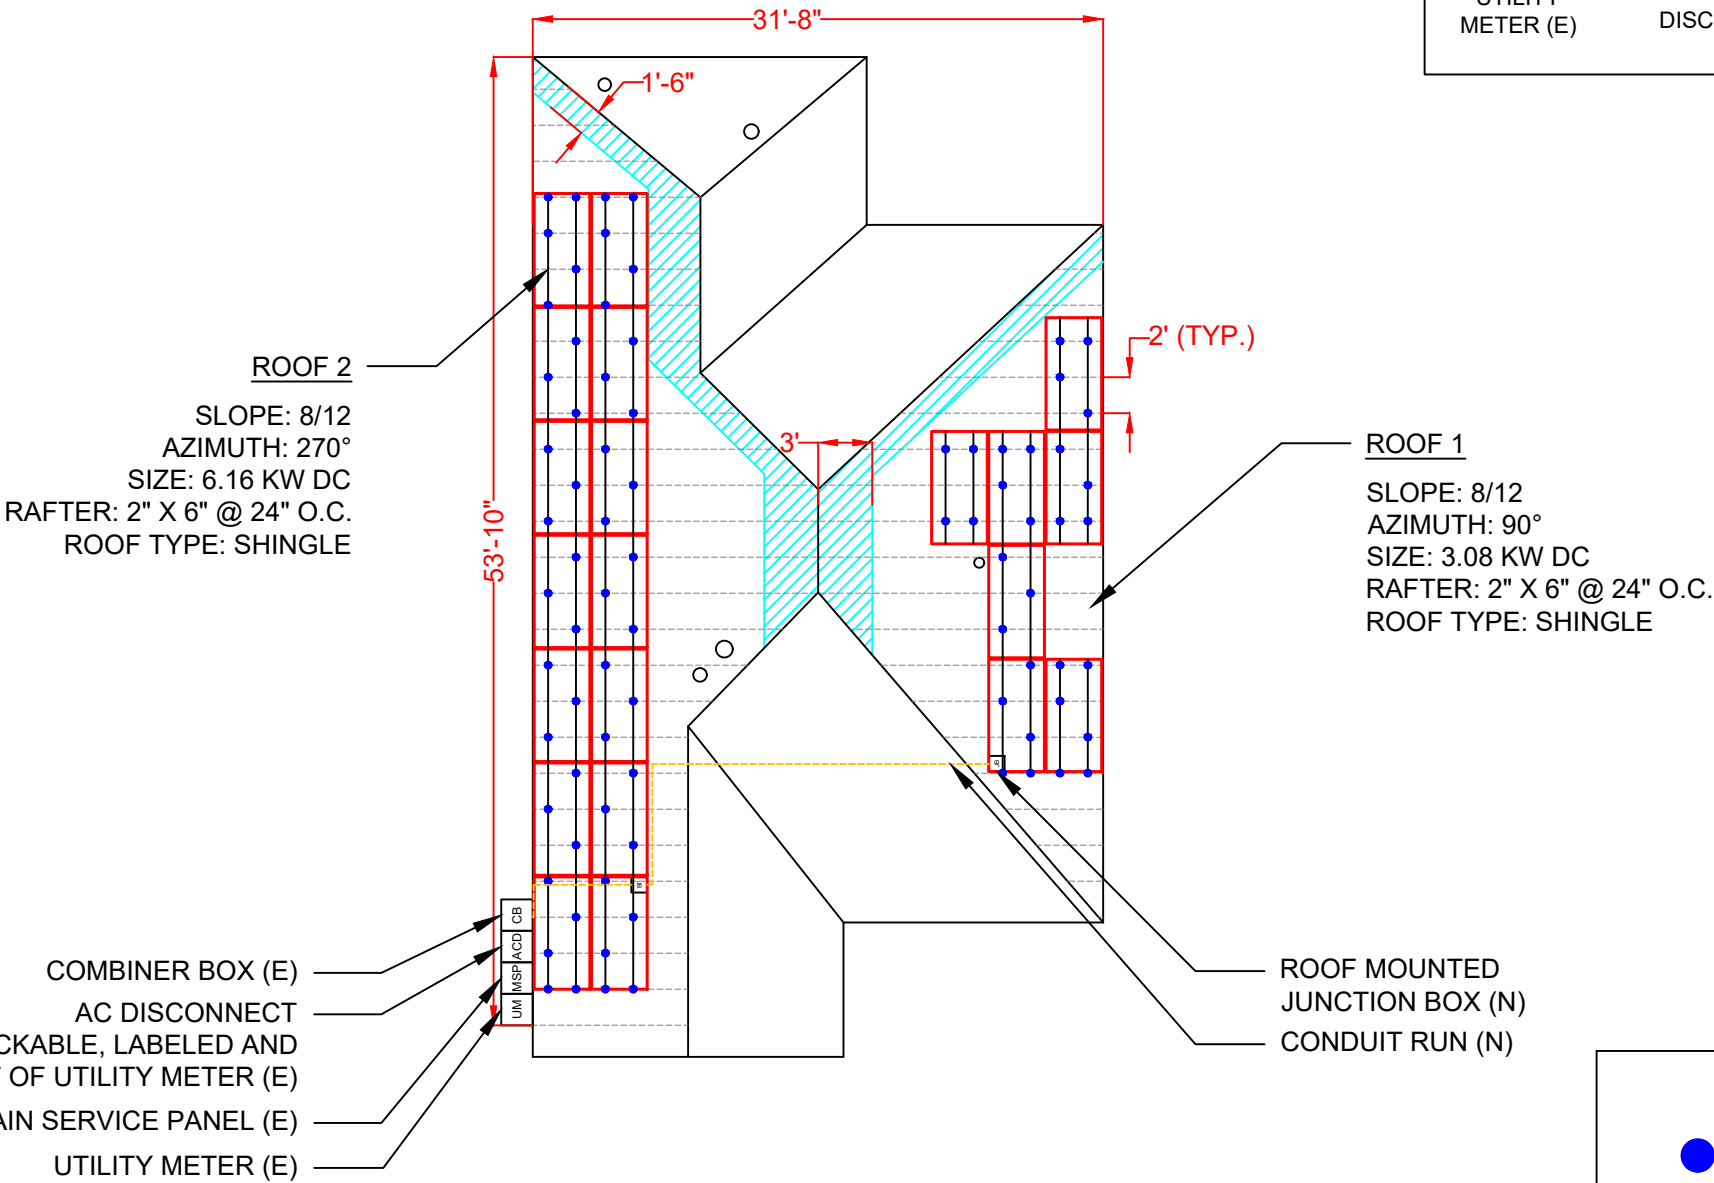 31'-8"
METER (E)
DISC
1'-6"
2' (TYP.)
3'
53'-10"
ROOF 2
SLOPE: 8/12
AZIMUTH: 270°
SIZE: 6.16 KW DC
RAFTER: 2" X 6" @ 24" O.C.
ROOF TYPE: SHINGLE
ROOF 1
SLOPE: 8/12
AZIMUTH: 90°
SIZE: 3.08 KW DC
RAFTER: 2" X 6" @ 24" O.C.
ROOF TYPE: SHINGLE
JB
CB
ACD
MSP
UM
COMBINER BOX (E)
AC DISCONNECT
CKABLE, LABELED AND
OF UTILITY METER (E)
AIN SERVICE PANEL (E)
UTILITY METER (E)
ROOF MOUNTED
JUNCTION BOX (N)
CONDUIT RUN (N)